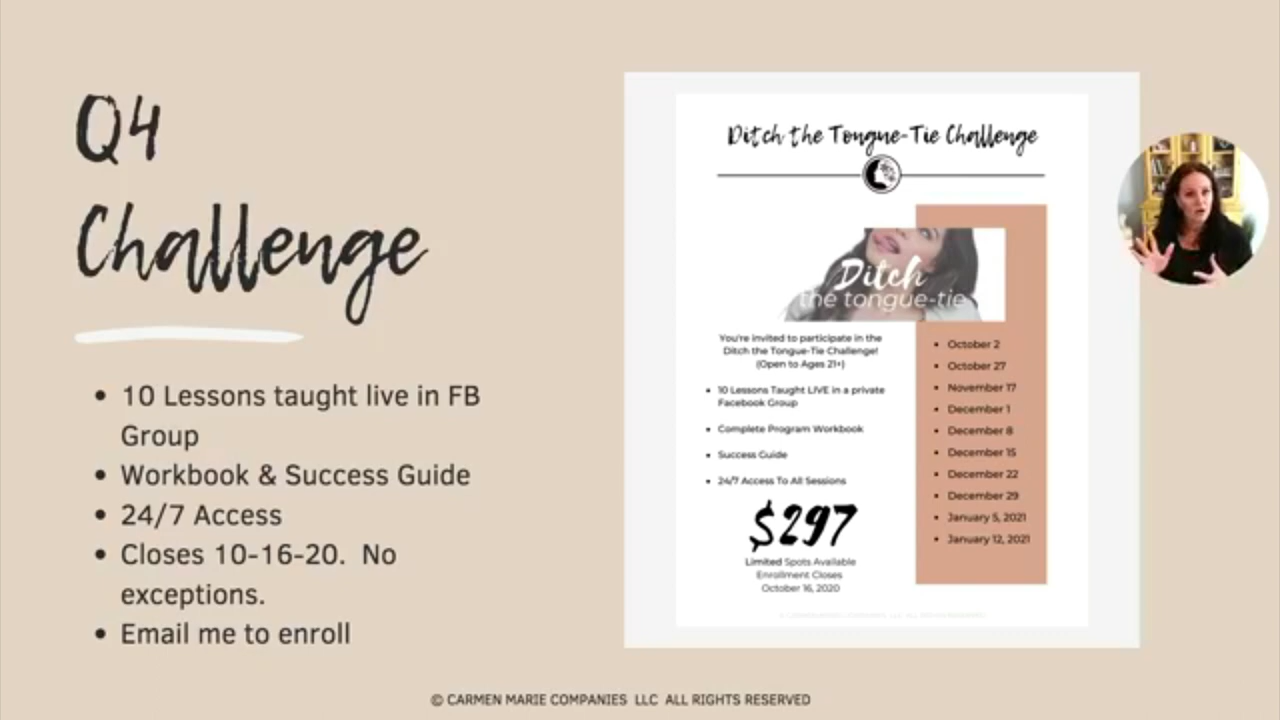 Q4
Challenge
• 10 Lessons taught live in FB
Group
• Workbook & Success Guide
• 24/7 Access
• Closes 10-16-20.  No
exceptions.
• Email me to enroll
Ditch the Tongue-Tie Challenge
Ditch
the tongue-tie
You're invited to participate in the
Ditch the Tongue-Tie Challenge!
(Open to Ages 21+)
• 10 Lessons Taught LIVE in a private
Facebook Group
• Complete Program Workbook
• Success Guide
• 24/7 Access To All Sessions
$297
Limited Spots Available
Enrollment Closes
October 16, 2020
• October 2
• October 27
• November 17
• December 1
• December 8
• December 15
• December 22
• December 29
• January 5, 2021
• January 12, 2021
© CARMEN MARIE COMPANIES  LLC  ALL RIGHTS RESERVED